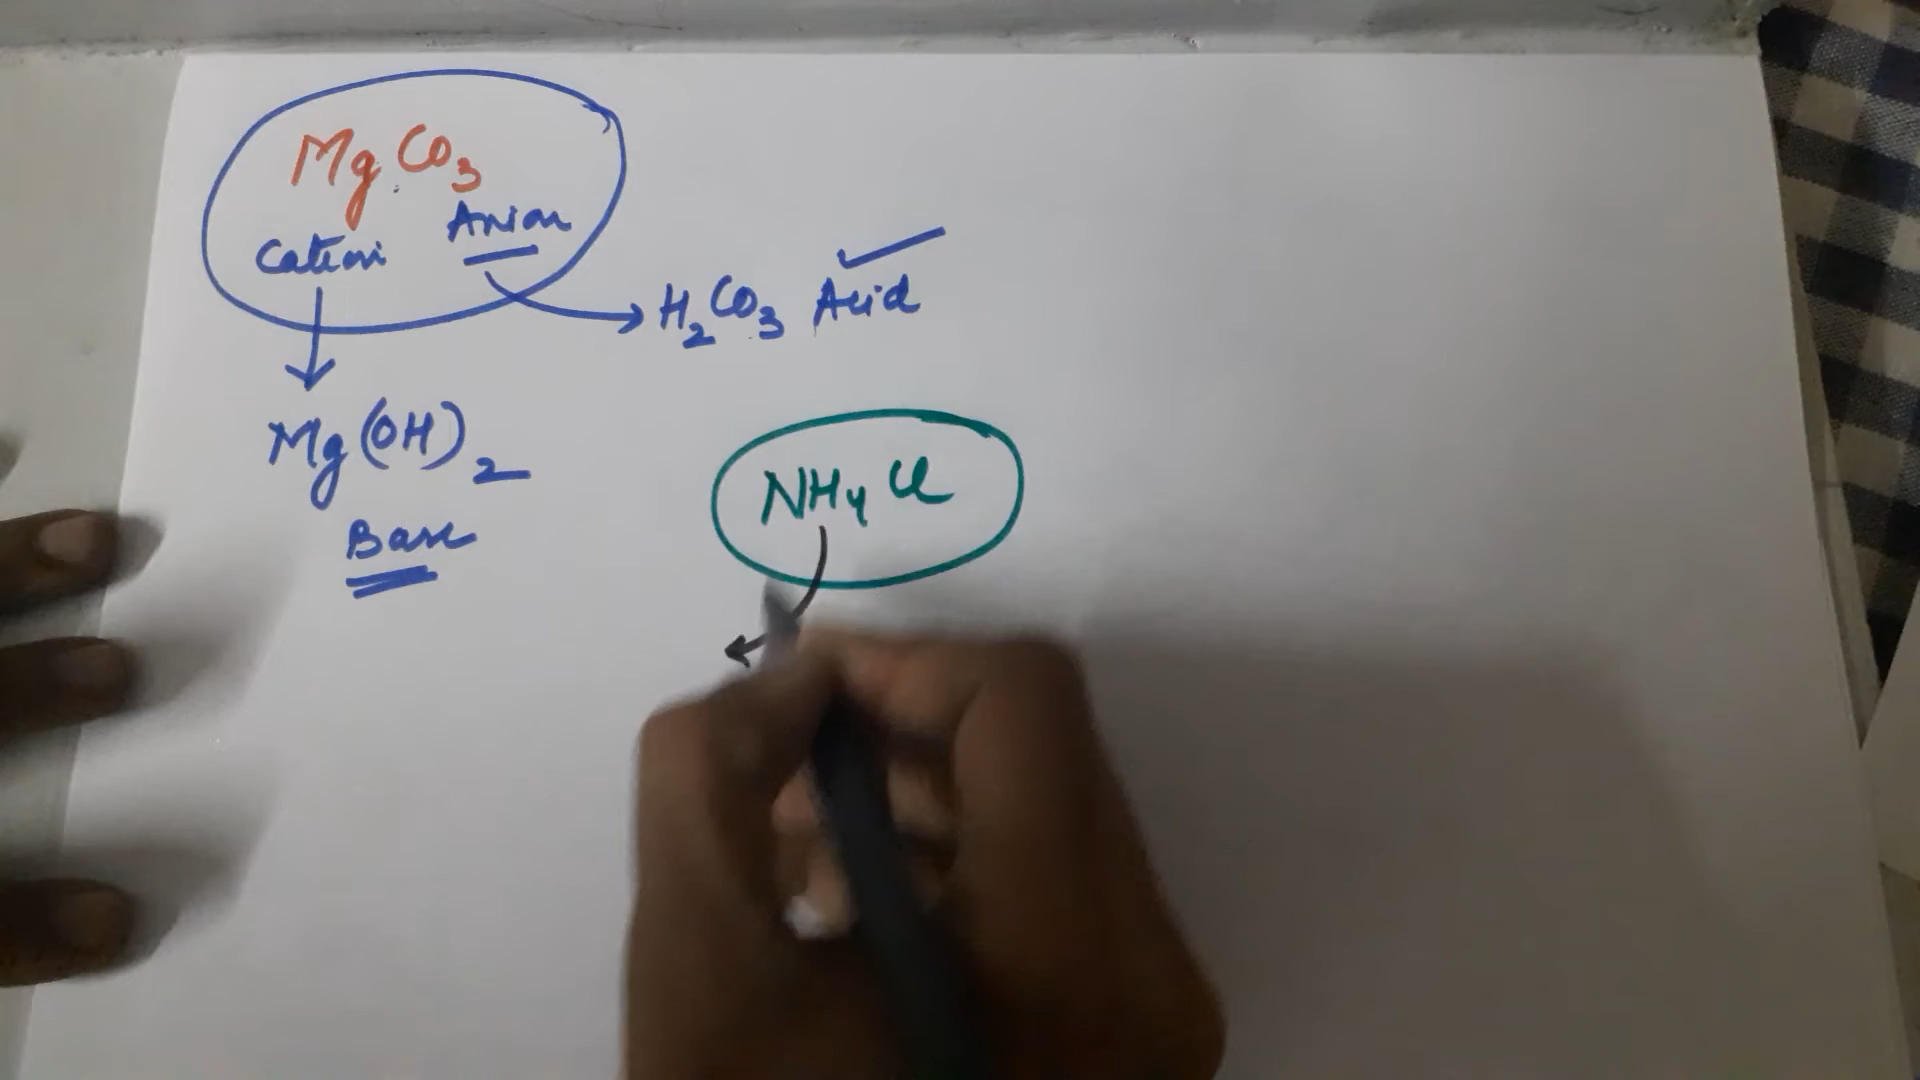 MgCO₃
Cation Anion
H₂CO₃ Acid
Mg(OH)₂
Base
NH₄Cl